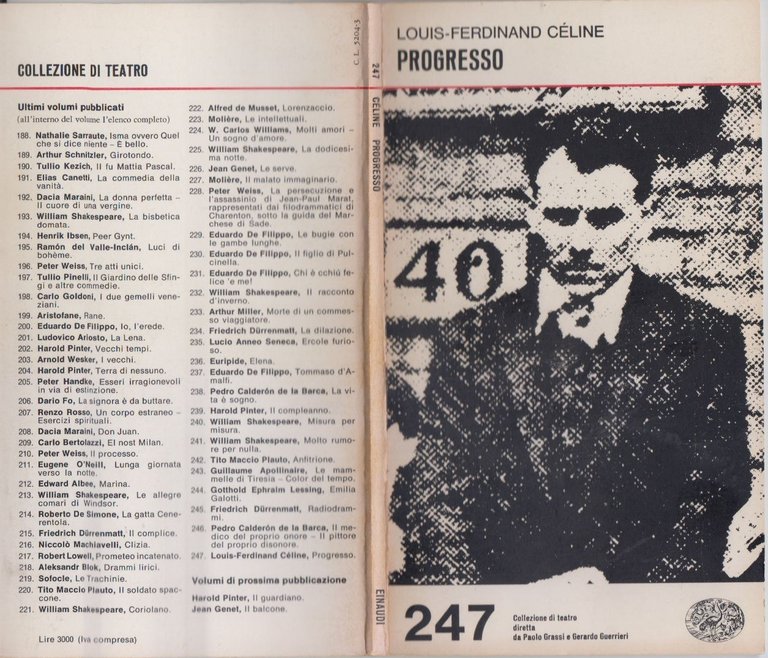 COLLEZIONE DI TEATRO
Ultimi volumi pubblicati
(all'interno del volume l'elenco completo)
188. Nathalie Sarraute, Isma ovvero Quel
che si dice niente – È bello.
189. Arthur Schnitzler, Girotondo.
190. Tullio Kezich, Il fu Mattia Pascal.
191. Elias Canetti, La commedia della
vanità.
192. Dacia Maraini, La donna perfetta –
Il cuore di una vergine.
193. William Shakespeare, La bisbetica
domata.
194. Henrik Ibsen, Peer Gynt.
195. Ramón del Valle-Inclán, Luci di
bohème.
196. Peter Weiss, Tre atti unici.
197. Tullio Pinelli, Il Giardino delle Sfin-
gi e altre commedie.
198. Carlo Goldoni, I due gemelli vene-
ziani.
199. Aristofane, Rane.
200. Eduardo De Filippo, Io, l'erede.
201. Ludovico Ariosto, La Lena.
202. Harold Pinter, Vecchi tempi.
203. Arnold Wesker, I vecchi.
204. Harold Pinter, Terra di nessuno.
205. Peter Handke, Esseri irragionevoli
in via di estinzione.
206. Dario Fo, La signora è da buttare.
207. Renzo Rosso, Un corpo estraneo –
Esercizi spirituali.
208. Dacia Maraini, Don Juan.
209. Carlo Bertolazzi, El nost Milan.
210. Peter Weiss, Il processo.
211. Eugene O'Neill, Lunga giornata
verso la notte.
212. Edward Albee, Marina.
213. William Shakespeare, Le allegre
comari di Windsor.
214. Roberto De Simone, La gatta Cene-
rentola.
215. Friedrich Dürrenmatt, Il complice.
216. Niccolò Machiavelli, Clizia.
217. Robert Lowell, Prometeo incatenato.
218. Aleksandr Blok, Drammi lirici.
219. Sofocle, Le Trachinie.
220. Tito Maccio Plauto, Il soldato spac-
cone.
221. William Shakespeare, Coriolano.
Lire 3000 (Iva compresa)
222. Alfred de Musset, Lorenzaccio.
223. Molière, Le intellettuali.
224. W. Carlos Williams, Molti amori –
Un sogno d'amore.
225. William Shakespeare, La dodicesi-
ma notte.
226. Jean Genet, Le serve.
227. Molière, Il malato immaginario.
228. Peter Weiss, La persecuzione e
l'assassinio di Jean-Paul Marat,
rappresentati dai filodrammatici di
Charenton, sotto la guida del Mar-
chese di Sade.
229. Eduardo De Filippo, Le bugie con
le gambe lunghe.
230. Eduardo De Filippo, Il figlio di Pul-
cinella.
231. Eduardo De Filippo, Chi è cchiú fe-
lice 'e me!
232. William Shakespeare, Il racconto
d'inverno.
233. Arthur Miller, Morte di un commes-
so viaggiatore.
234. Friedrich Dürrenmatt, La dilazione.
235. Lucio Anneo Seneca, Ercole furio-
so.
236. Euripide, Elena.
237. Eduardo De Filippo, Tommaso d'A-
malfi.
238. Pedro Calderón de la Barca, La vi-
ta è sogno.
239. Harold Pinter, Il compleanno.
240. William Shakespeare, Misura per
misura.
241. William Shakespeare, Molto rumo-
re per nulla.
242. Tito Maccio Plauto, Anfitrione.
243. Guillaume Apollinaire, Le mam-
melle di Tiresia – Color del tempo.
244. Gotthold Ephraim Lessing, Emilia
Galotti.
245. Friedrich Dürrenmatt, Radiodram-
mi.
246. Pedro Calderón de la Barca, Il me-
dico del proprio onore – Il pittore
del proprio disonore.
247. Louis-Ferdinand Céline, Progresso.
Volumi di prossima pubblicazione
Harold Pinter, Il guardiano.
Jean Genet, Il balcone.
C. L. 5204-3
247 CÉLINE PROGRESSO EINAUDI
LOUIS-FERDINAND CÉLINE
PROGRESSO
40
247
Collezione di teatro
diretta
da Paolo Grassi e Gerardo Guerrieri